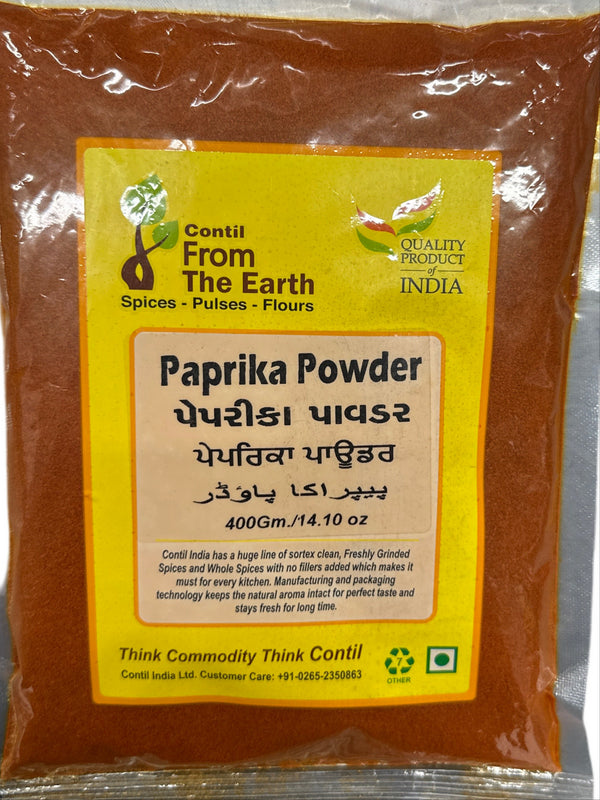 Contil
From
The Earth
Spices - Pulses - Flours
QUALITY
PRODUCT
of
INDIA
Paprika Powder
પેપરીકા પાવડર
ਪੇਪਰਿਕਾ ਪਾਊਡਰ
پیپراکا پاؤڈر
400Gm./14.10 oz
Contil India has a huge line of sortex clean, Freshly Grinded
Spices and Whole Spices with no fillers added which makes it
must for every kitchen. Manufacturing and packaging
technology keeps the natural aroma intact for perfect taste and
stays fresh for long time.
Think Commodity Think Contil
Contil India Ltd. Customer Care: +91-0265-2350863
7
OTHER